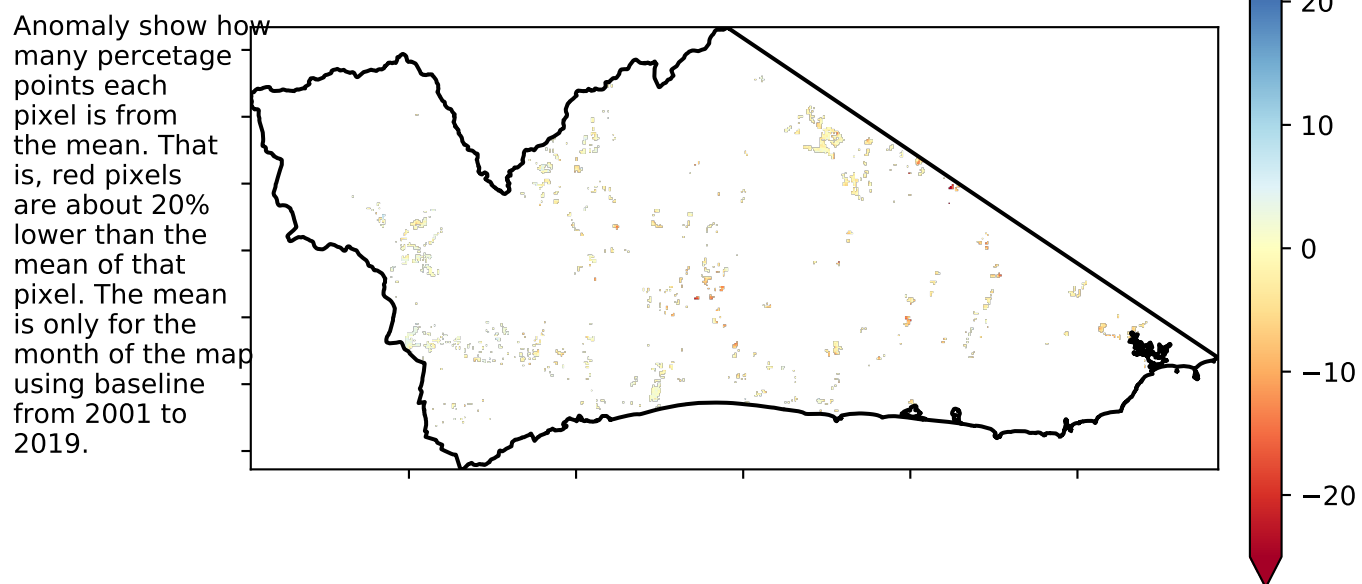 Anomaly show how
many percetage
points each
pixel is from
the mean. That
is, red pixels
are about 20%
lower than the
mean of that
pixel. The mean
is only for the
month of the map
using baseline
from 2001 to
2019.
20
10
0
−10
−20